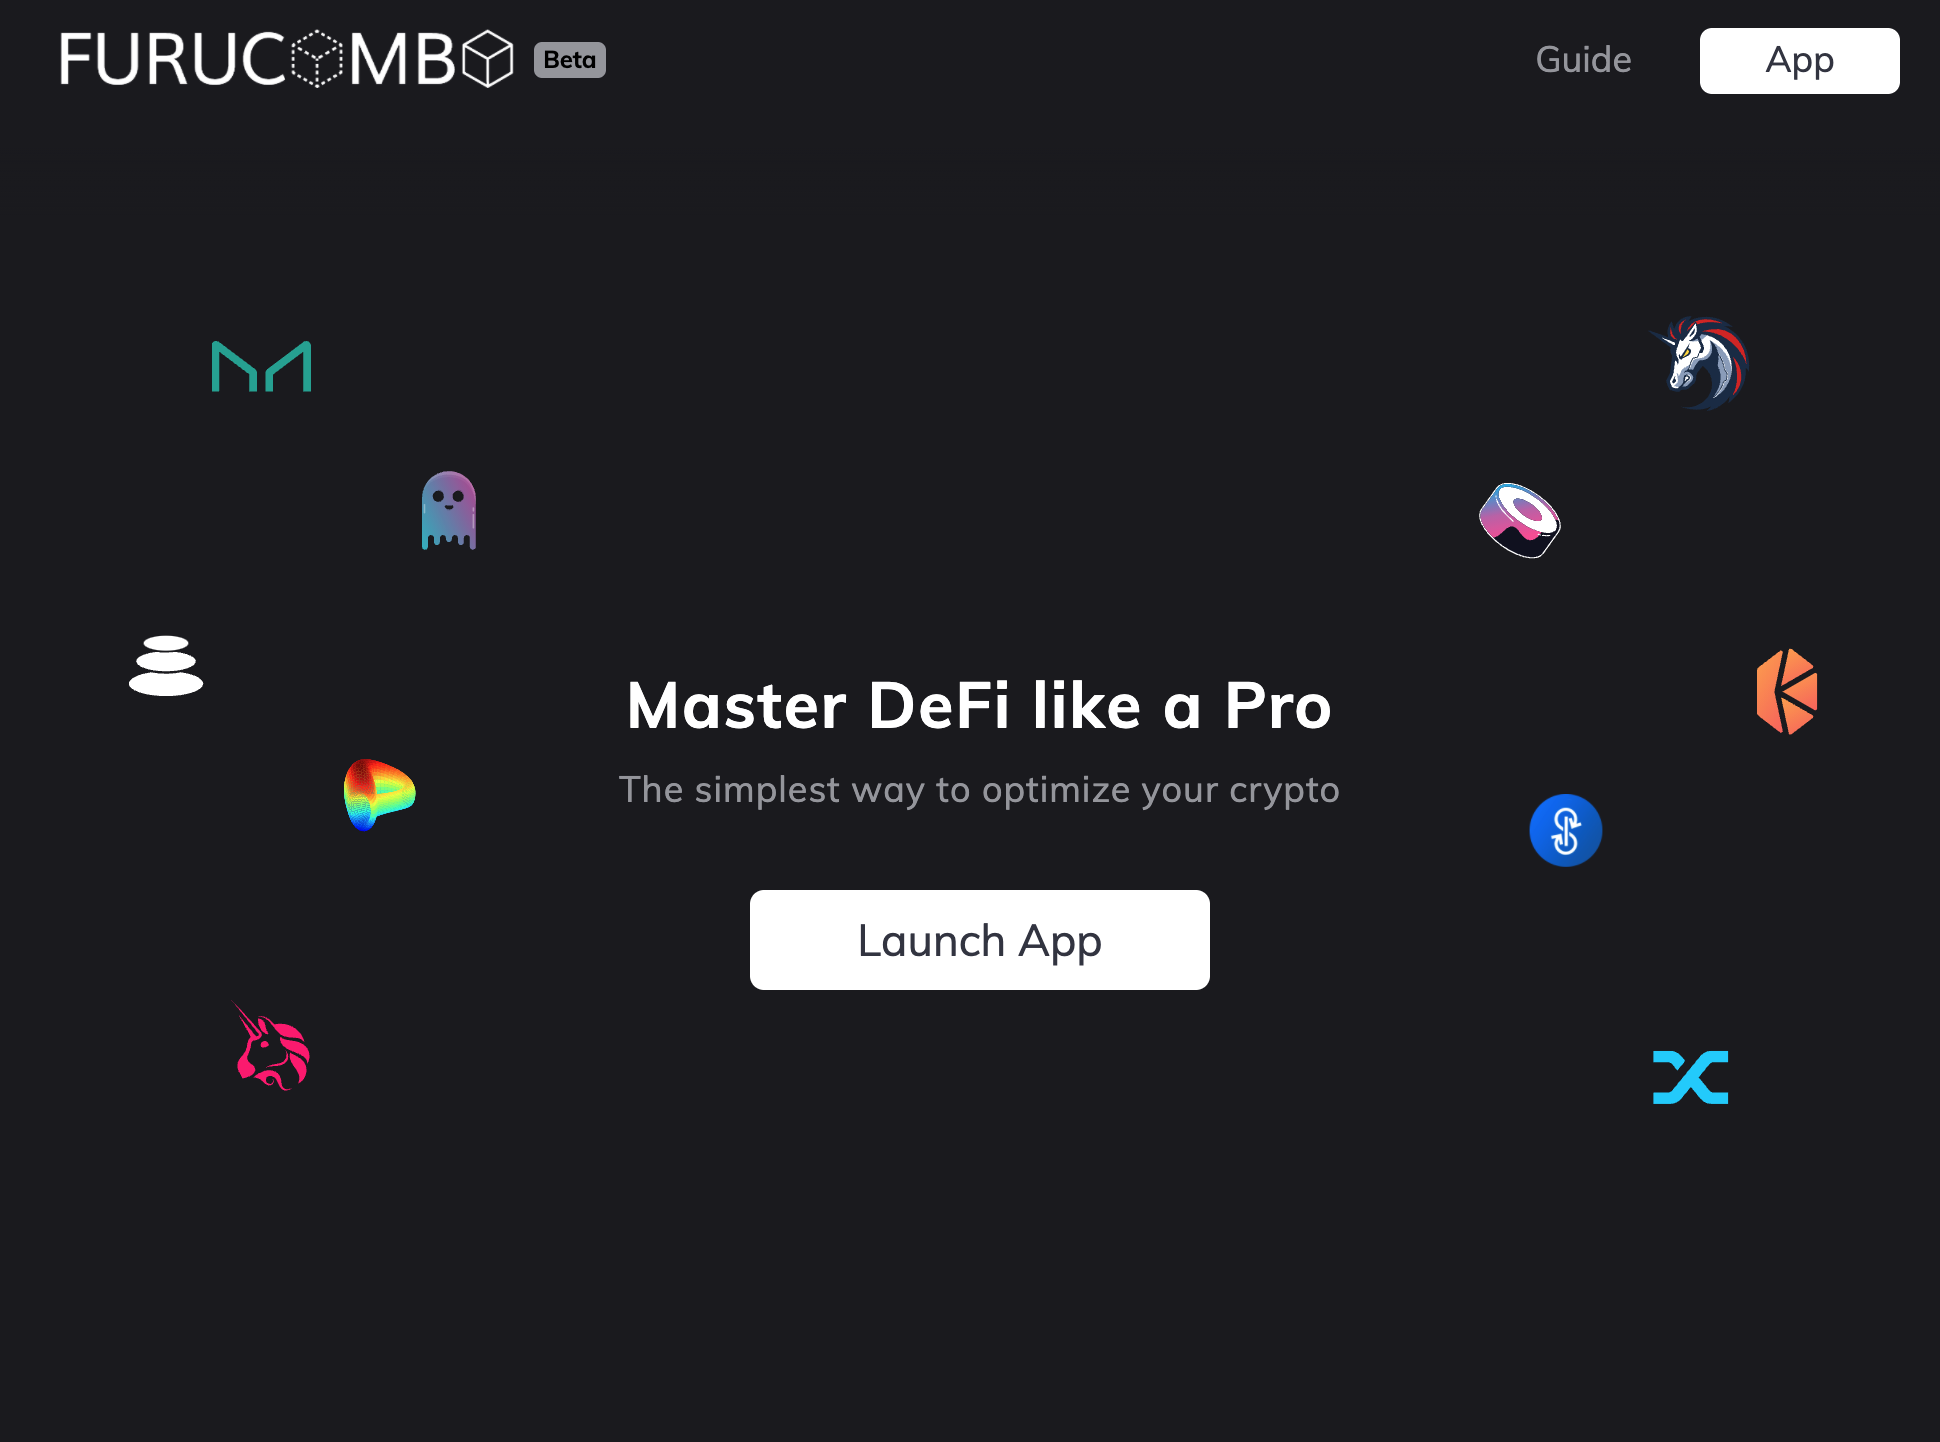 FURUCOMBO Beta
Guide
App
Master DeFi like a Pro
The simplest way to optimize your crypto
Launch App